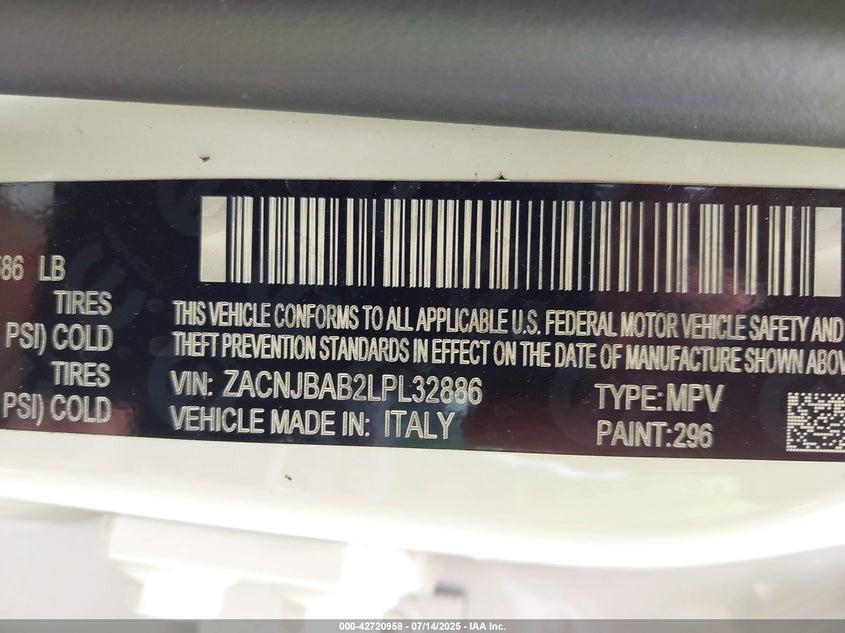 586 LB
TIRES
PSI) COLD
TIRES
PSI) COLD
THIS VEHICLE CONFORMS TO ALL APPLICABLE U.S. FEDERAL MOTOR VEHICLE SAFETY AND
THEFT PREVENTION STANDARDS IN EFFECT ON THE DATE OF MANUFACTURE SHOWN ABOV
VIN: ZACNJBAB2LPL32886
TYPE: MPV
VEHICLE MADE IN: ITALY
PAINT: 296
000-42720958 - 07/14/2025 - IAA Inc.